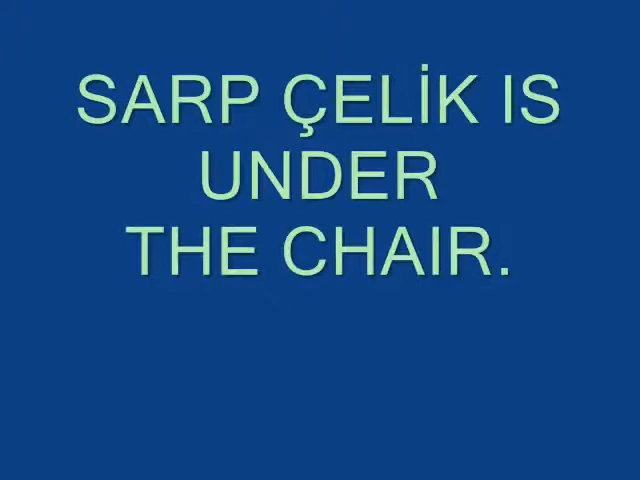 SARP ÇELİK IS
UNDER
THE CHAIR.